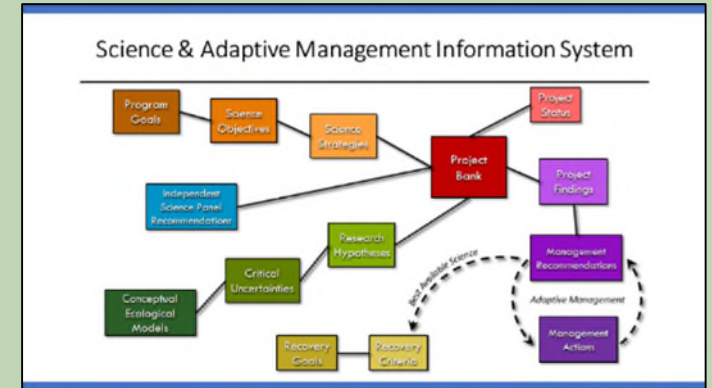 Science & Adaptive Management Information System
Program
Goals
Science
Objectives
Science
Strategies
Project
Status
Project
Bank
Project
Findings
Independent
Science Panel
Recommendations
Research
Hypotheses
Critical
Uncertainties
Conceptual
Ecological
Models
Best Available Science
Management
Recommendations
Adaptive Management
Management
Actions
Recovery
Goals
Recovery
Criteria